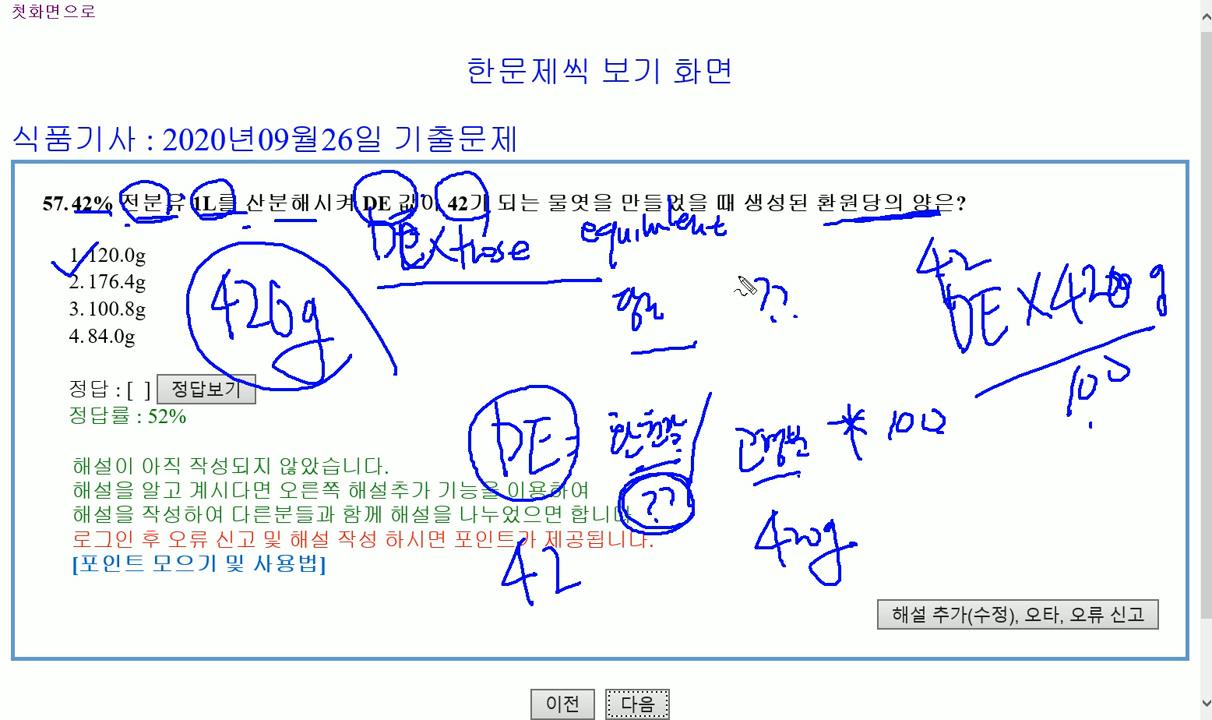 첫화면으로
한문제씩 보기 화면
식품기사 : 2020년09월26일 기출문제
57.42% 전분유 1L를 산분해시켜 DE 값이 42가 되는 물엿을 만들었을 때 생성된 환원당의 양은?
DEXtrose
42
1.120.0g
2.176.4g
3.100.8g
4.84.0g
420g
??
DE X 420g
100
정답 : [ ] 정답보기
정답률 : 52%
DE = / * 100
??
420g
42
해설이 아직 작성되지 않았습니다.
해설을 알고 계시다면 오른쪽 해설추가 기능을 이용하여
해설을 작성하여 다른분들과 함께 해설을 나누었으면 합니다.
로그인 후 오류 신고 및 해설 작성 하시면 포인트가 제공됩니다.
[포인트 모으기 및 사용법]
해설 추가(수정), 오타, 오류 신고
이전 다음